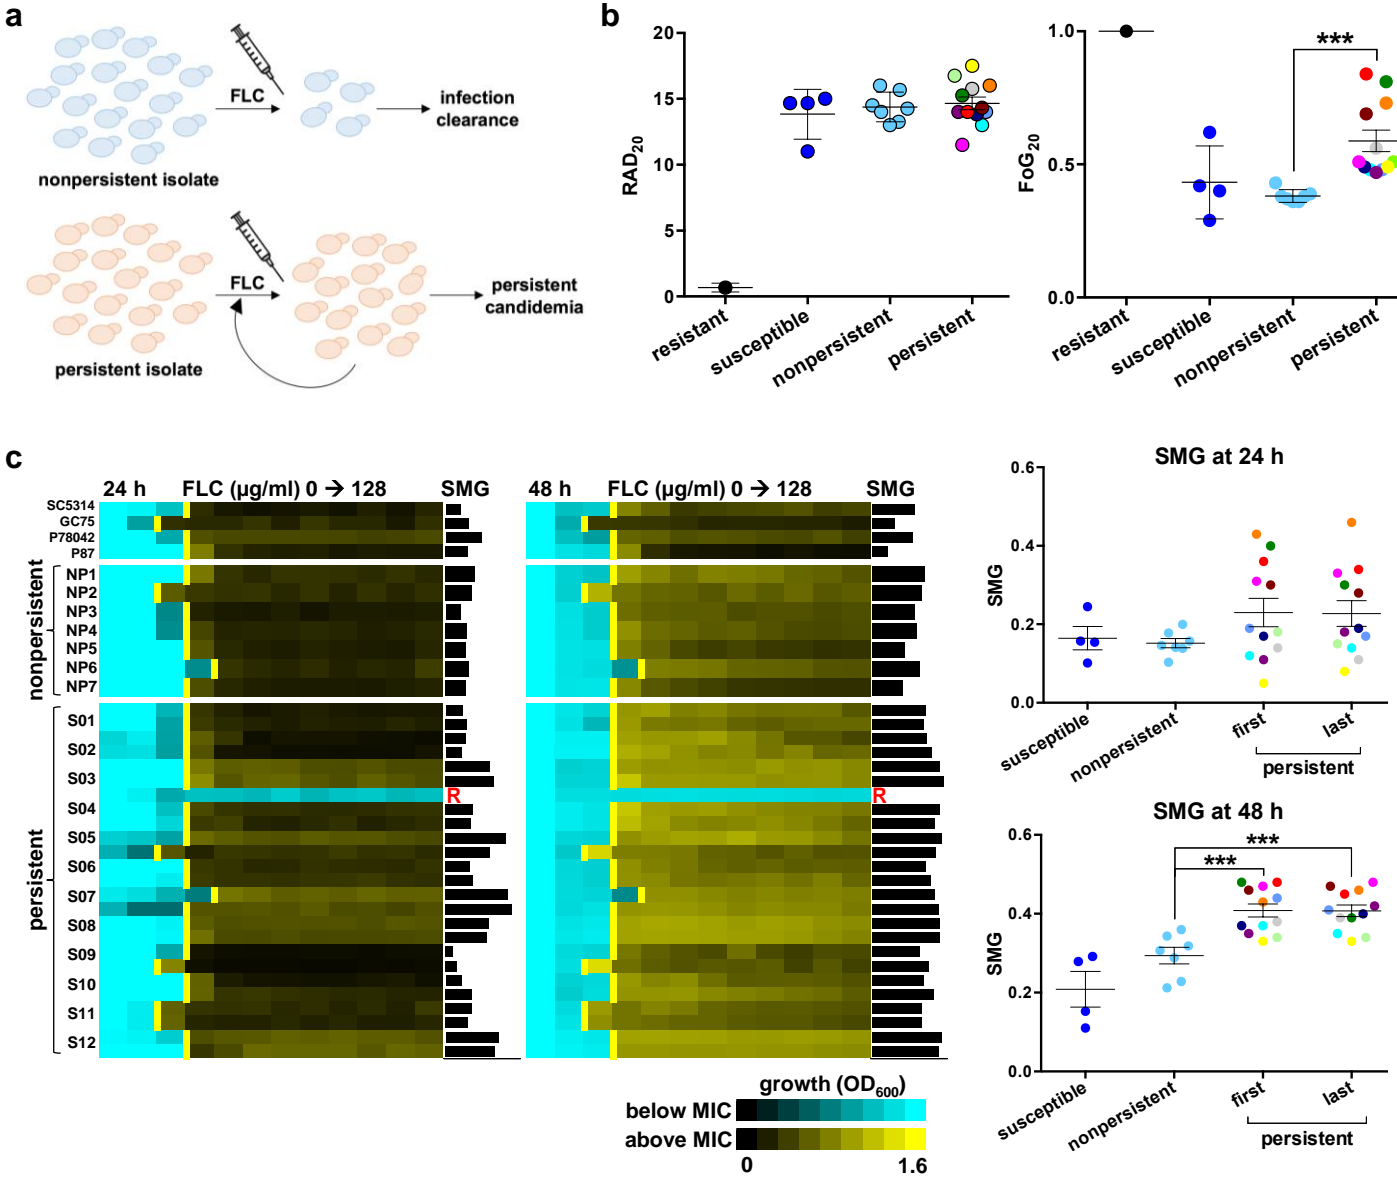 a
FLC
infection
clearance
nonpersistent isolate
FLC
persistent
candidemia
persistent isolate
b
20
15
10
5
0
RAD20
resistant
susceptible
nonpersistent
persistent
1.0
0.5
0.0
FoG20
***
resistant
susceptible
nonpersistent
persistent
c
24 h FLC (µg/ml) 0 → 128 SMG
48 h FLC (µg/ml) 0 → 128 SMG
SC5314
GC75
P78042
P87
nonpersistent
NP1
NP2
NP3
NP4
NP5
NP6
NP7
persistent
S01
S02
S03
R
R
S04
S05
S06
S07
S08
S09
S10
S11
S12
growth (OD600)
below MIC
above MIC
0 1.6
SMG at 24 h
0.6
0.4
0.2
0.0
SMG
susceptible
nonpersistent
first
last
persistent
SMG at 48 h
0.6
0.4
0.2
0.0
SMG
***
***
susceptible
nonpersistent
first
last
persistent